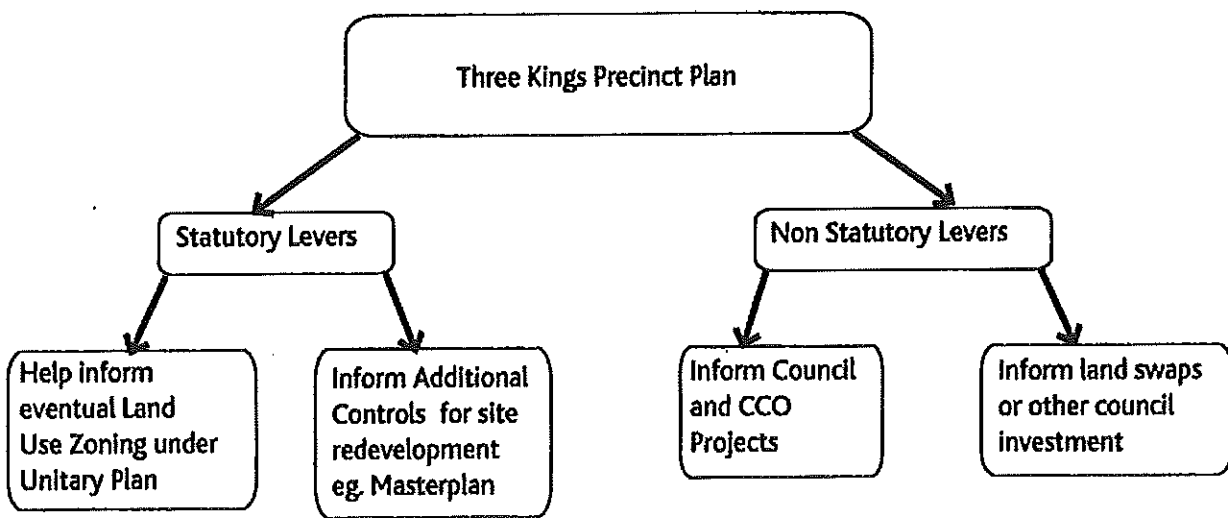 Three Kings Precinct Plan
Statutory Levers
Non Statutory Levers
Help inform
eventual Land
Use Zoning under
Unitary Plan
Inform Additional
Controls for site
redevelopment
eg. Masterplan
Inform Council
and CCO
Projects
Inform land swaps
or other council
investment